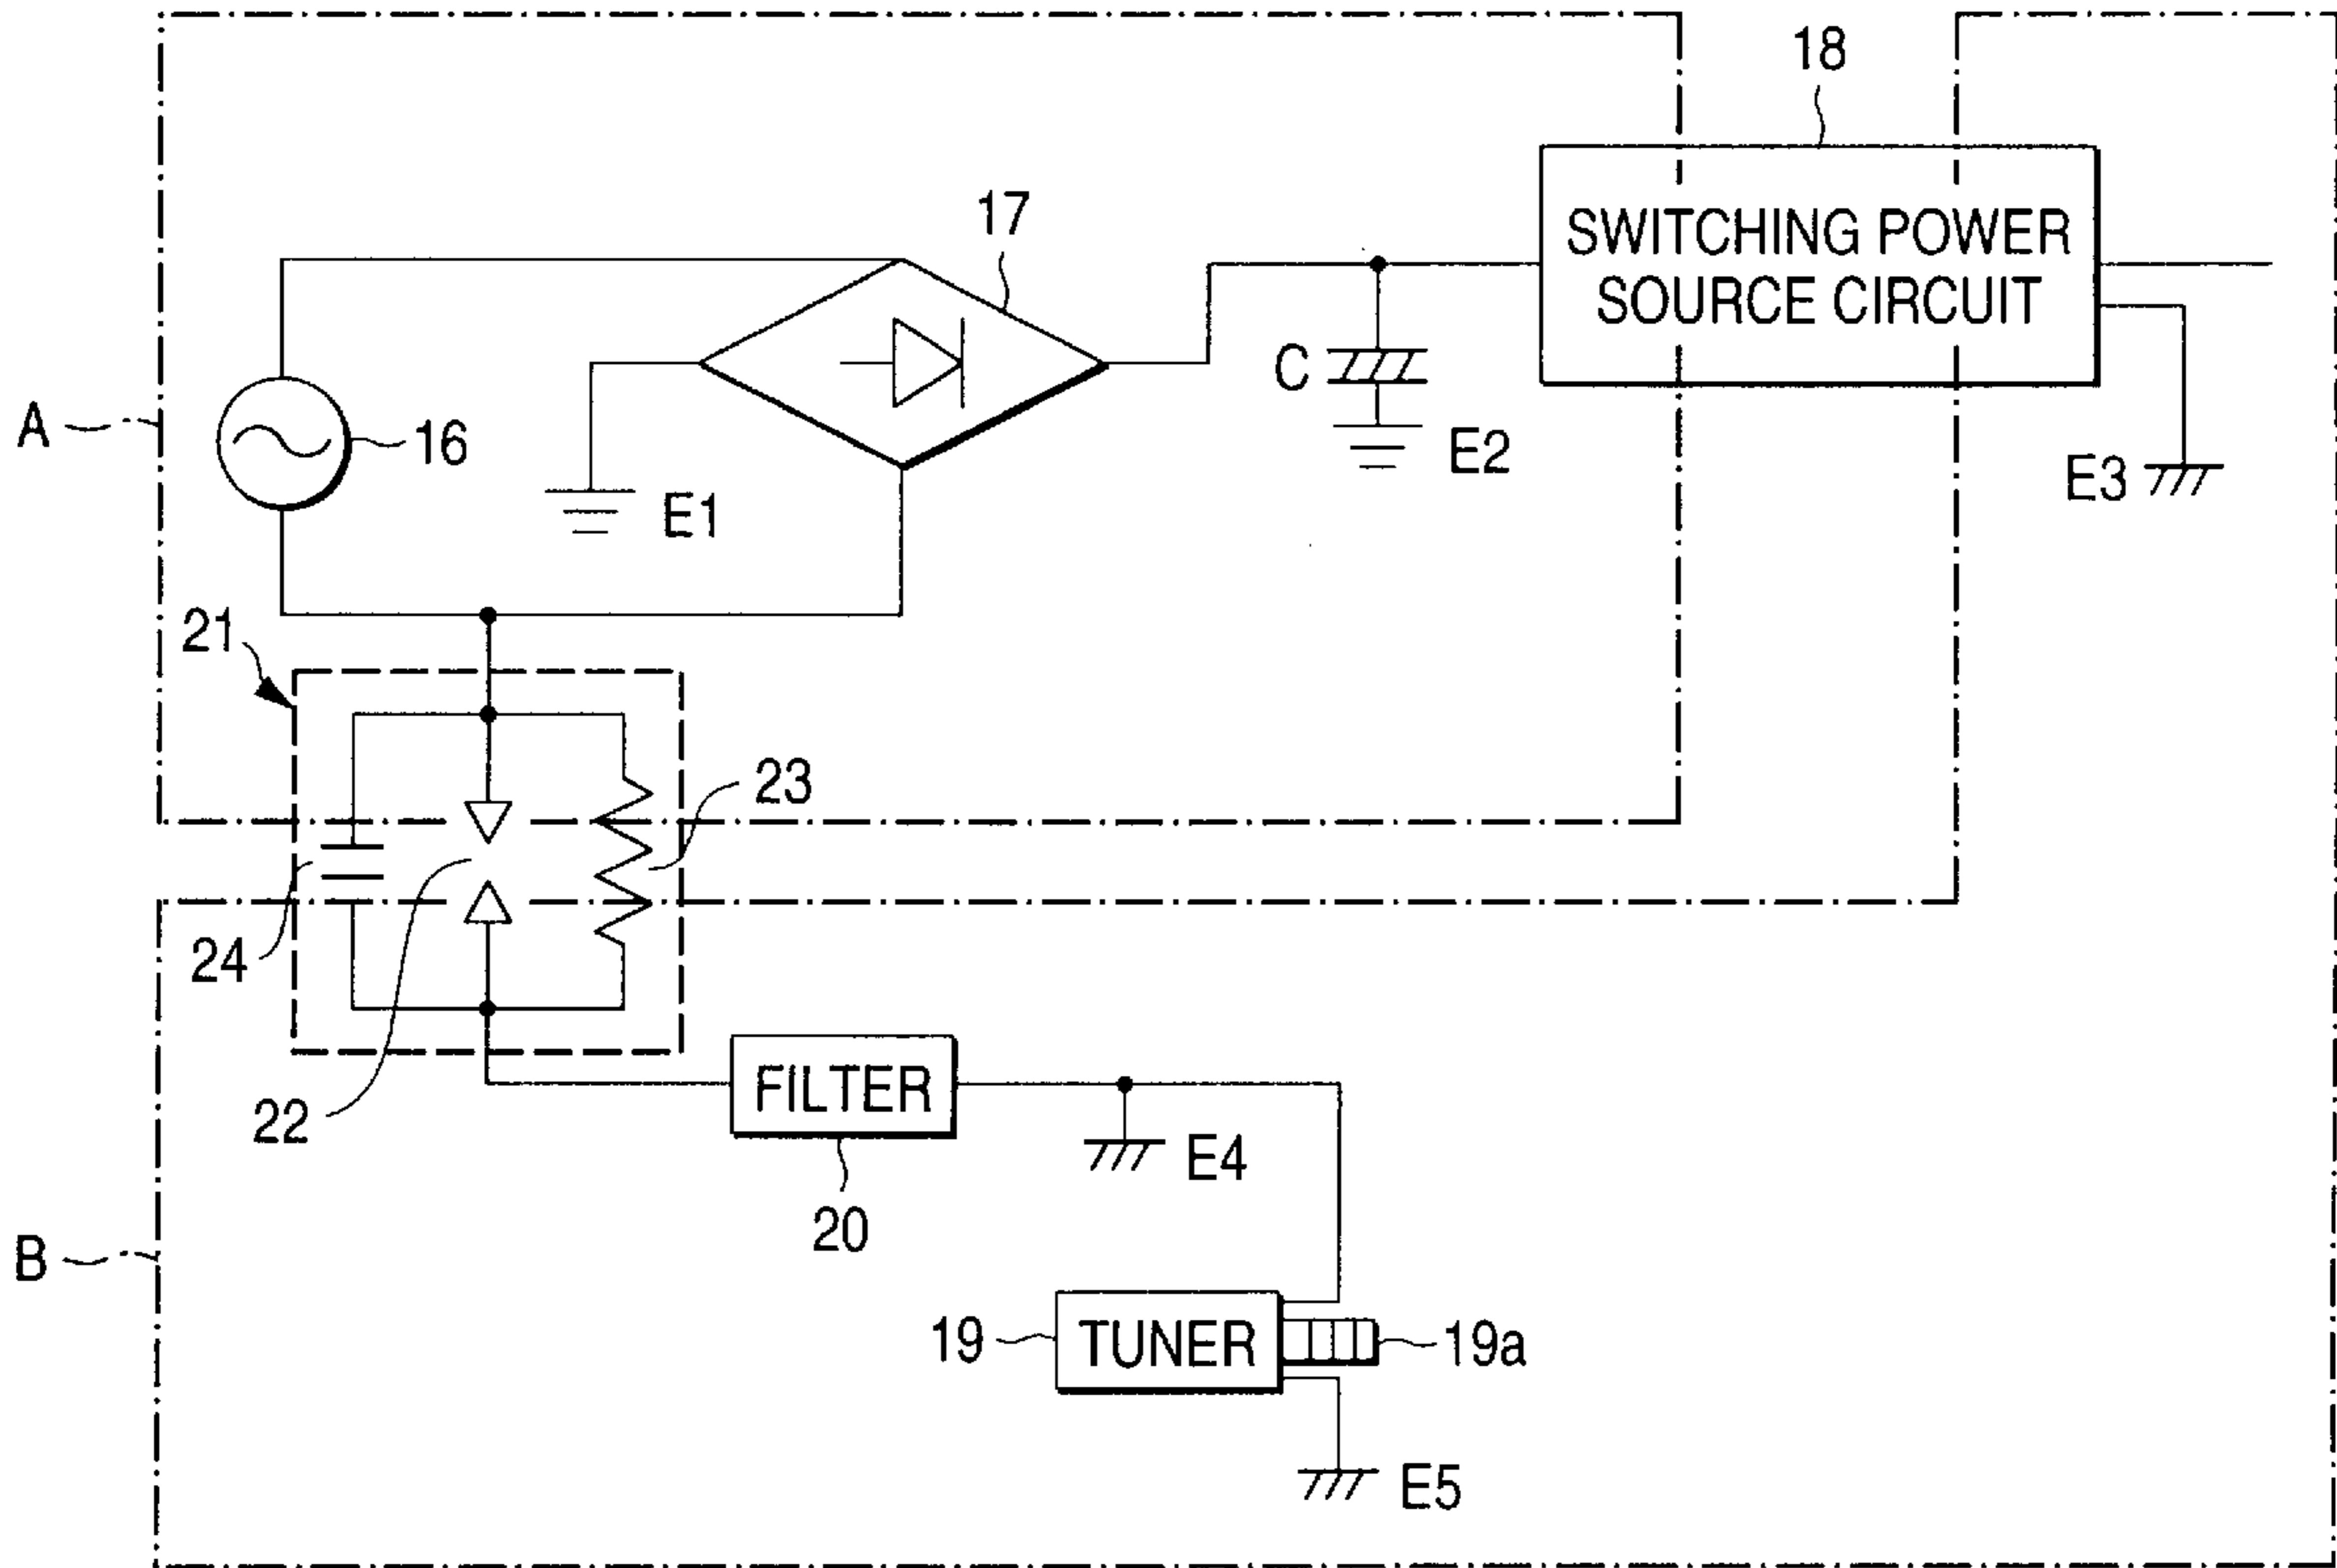 18
17
SWITCHING POWER
SOURCE CIRCUIT
C
A
16
E2
E3
E1
21
23
24
22
FILTER
E4
20
B
19
TUNER
19a
E5